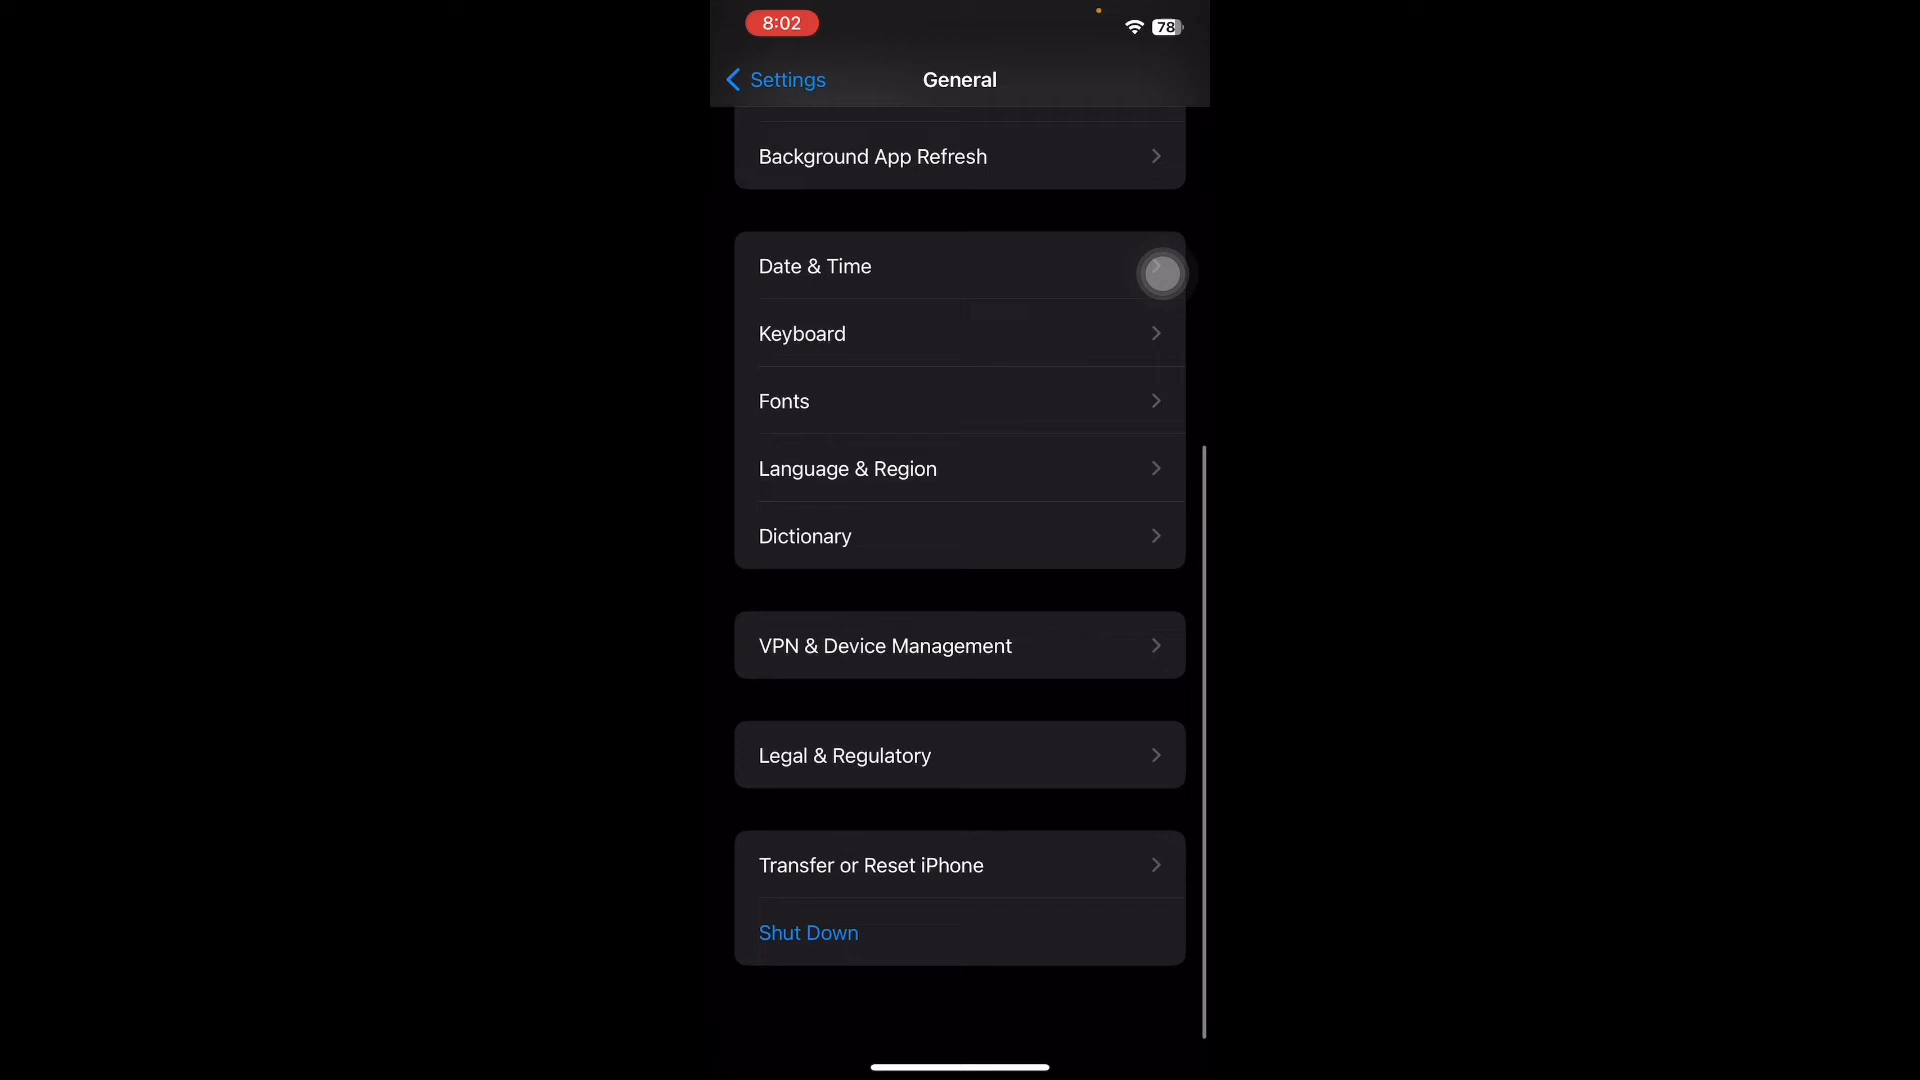 8:02
78
Settings
General
Background App Refresh
Date & Time
Keyboard
Fonts
Language & Region
Dictionary
VPN & Device Management
Legal & Regulatory
Transfer or Reset iPhone
Shut Down